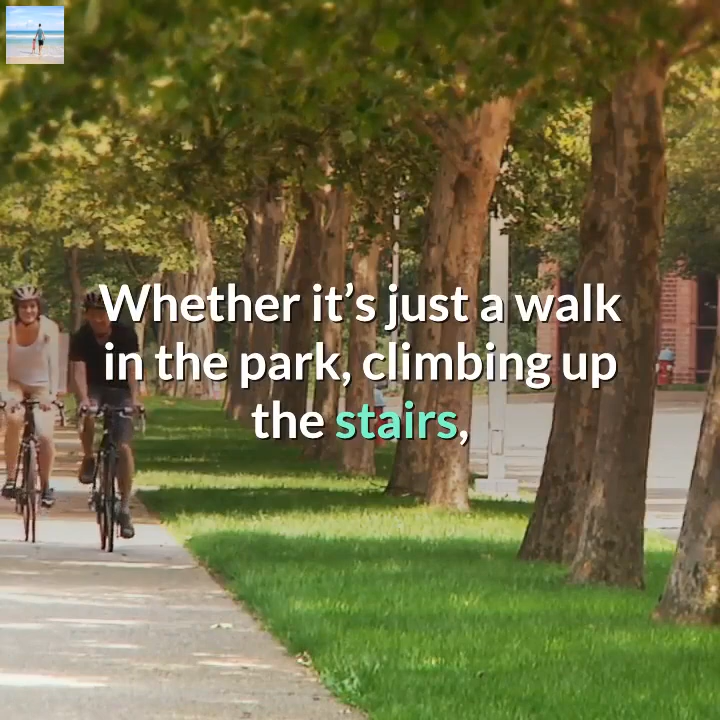 Whether it’s just a walk
in the park, climbing up
the stairs,